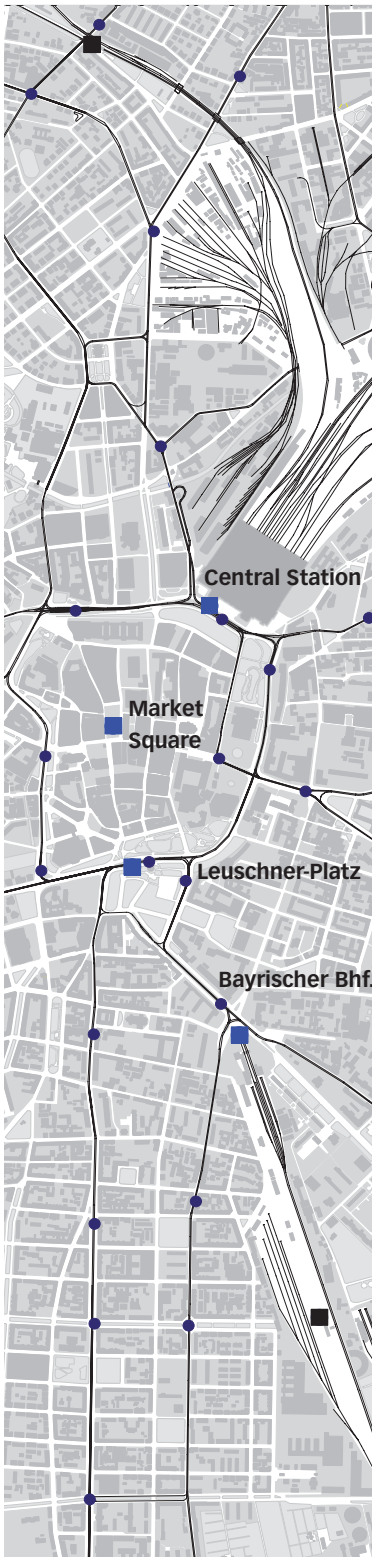 Central Station
Market
Square
Leuschner-Platz
Bayrischer Bhf.